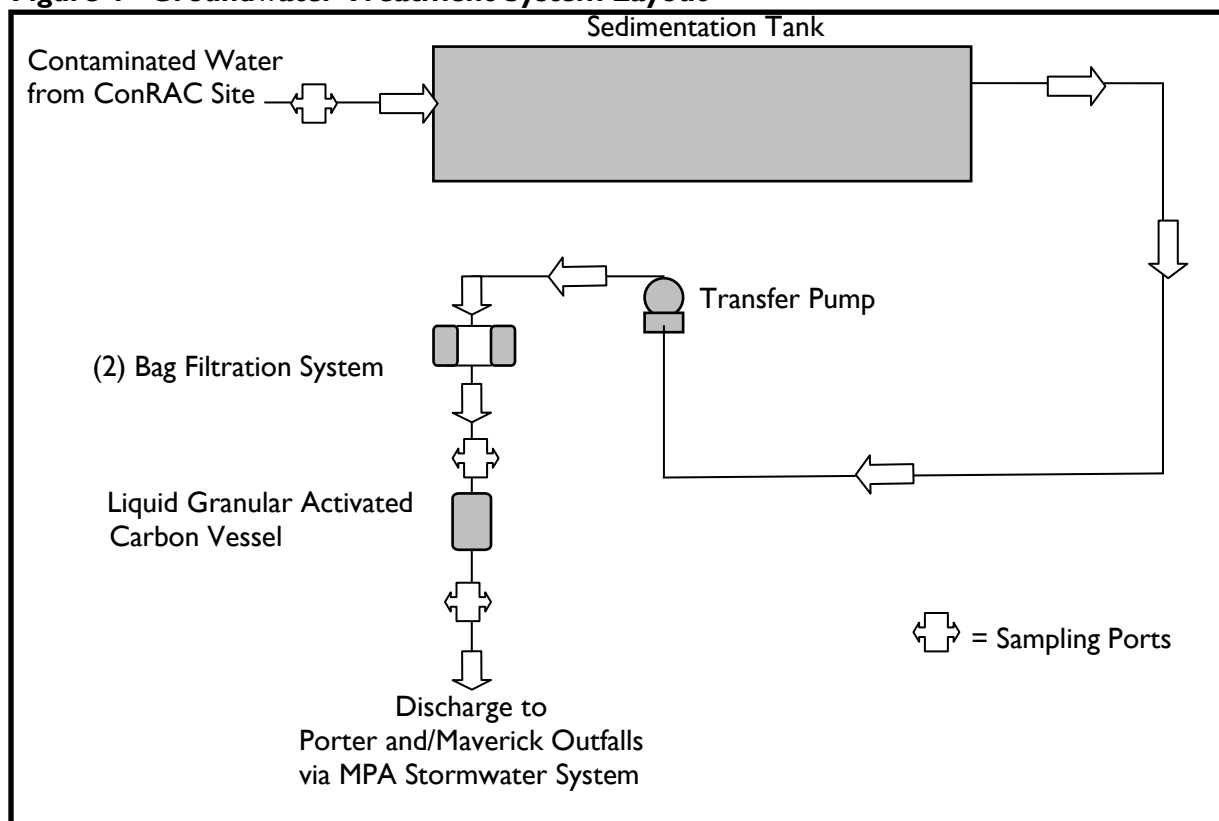 Sedimentation Tank
Contaminated Water
from ConRAC Site
Transfer Pump
(2) Bag Filtration System
Liquid Granular Activated
Carbon Vessel
= Sampling Ports
Discharge to
Porter and/Maverick Outfalls
via MPA Stormwater System